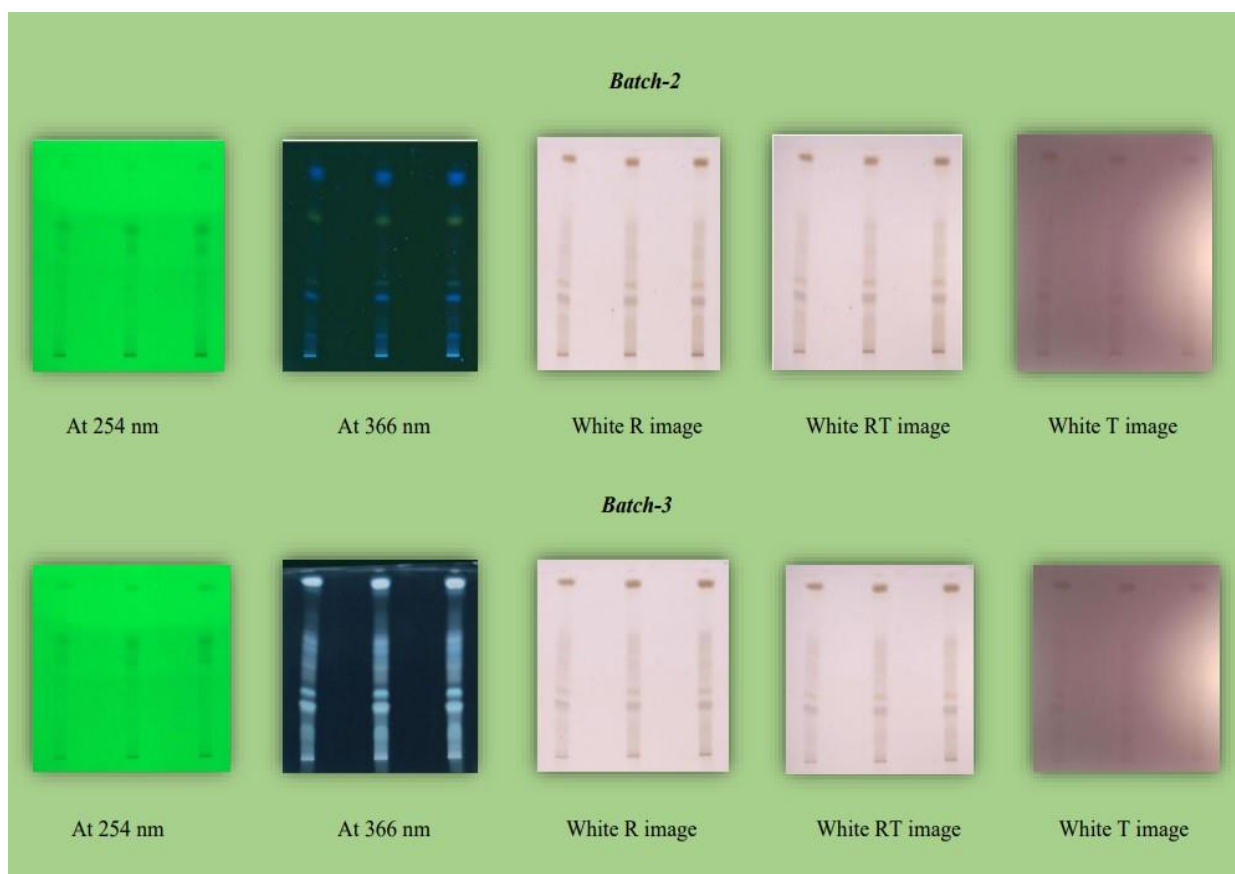 Batch-2
At 254 nm
At 366 nm
White R image
White RT image
White T image
Batch-3
At 254 nm
At 366 nm
White R image
White RT image
White T image